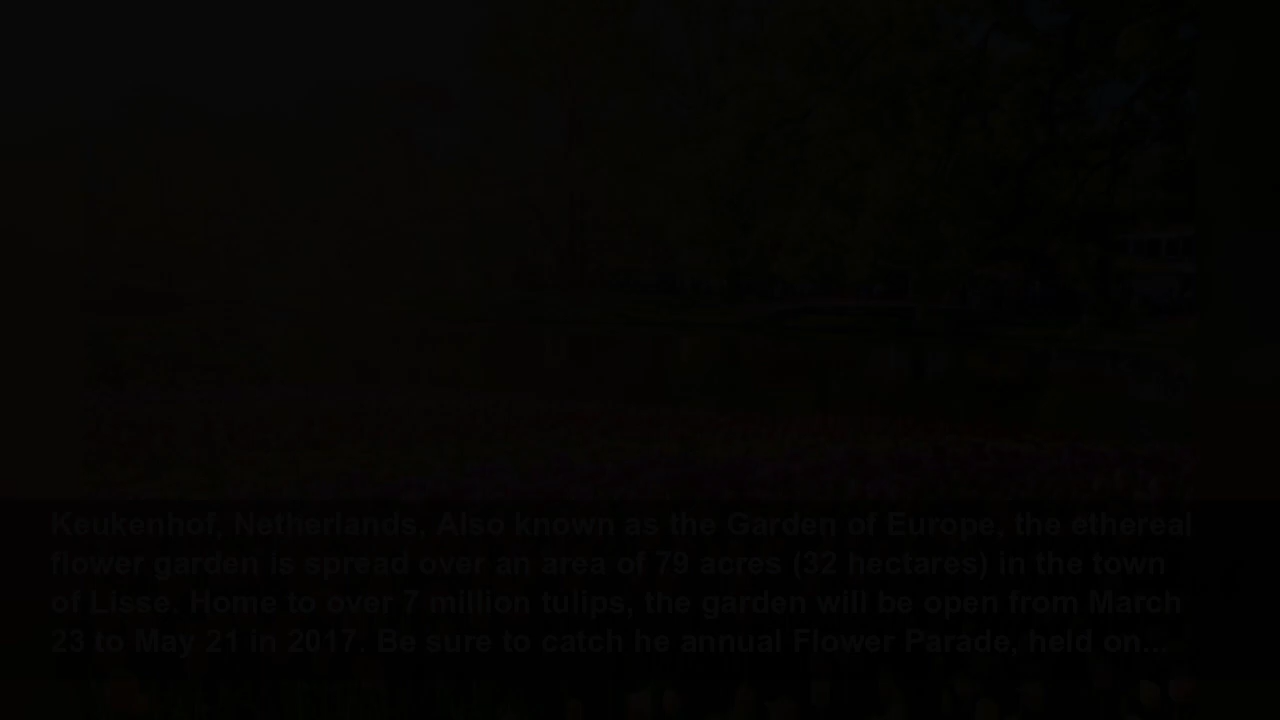 Keukenhof, Netherlands, Also known as the Garden of Europe, the ethereal
flower garden is spread over an area of 79 acres (32 hectares) in the town
of Lisse. Home to over 7 million tulips, the garden will be open from March
23 to May 21 in 2017. Be sure to catch he annual Flower Parade, held on...